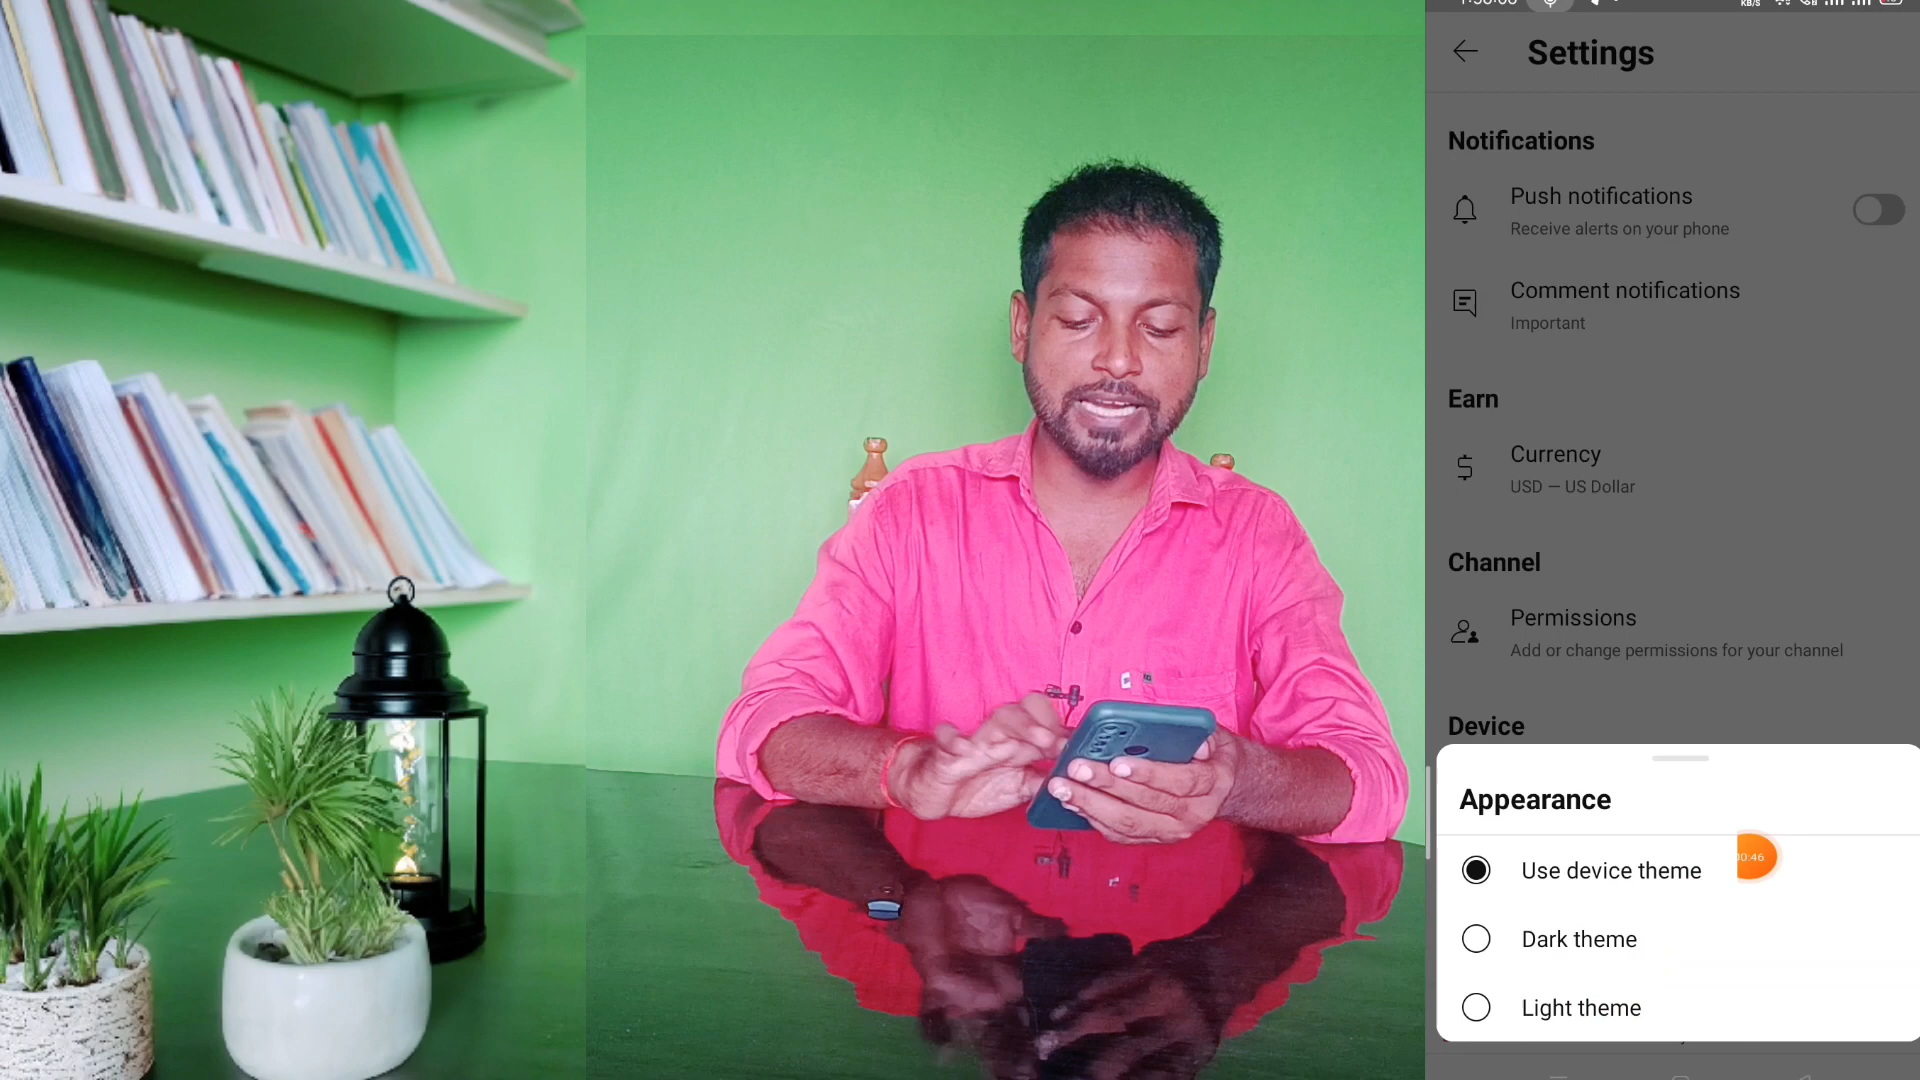 Settings
Notifications
Push notifications
Receive alerts on your phone
Comment notifications
Important
Earn
Currency
USD — US Dollar
Channel
Permissions
Add or change permissions for your channel
Device
Appearance
Use device theme
Dark theme
Light theme